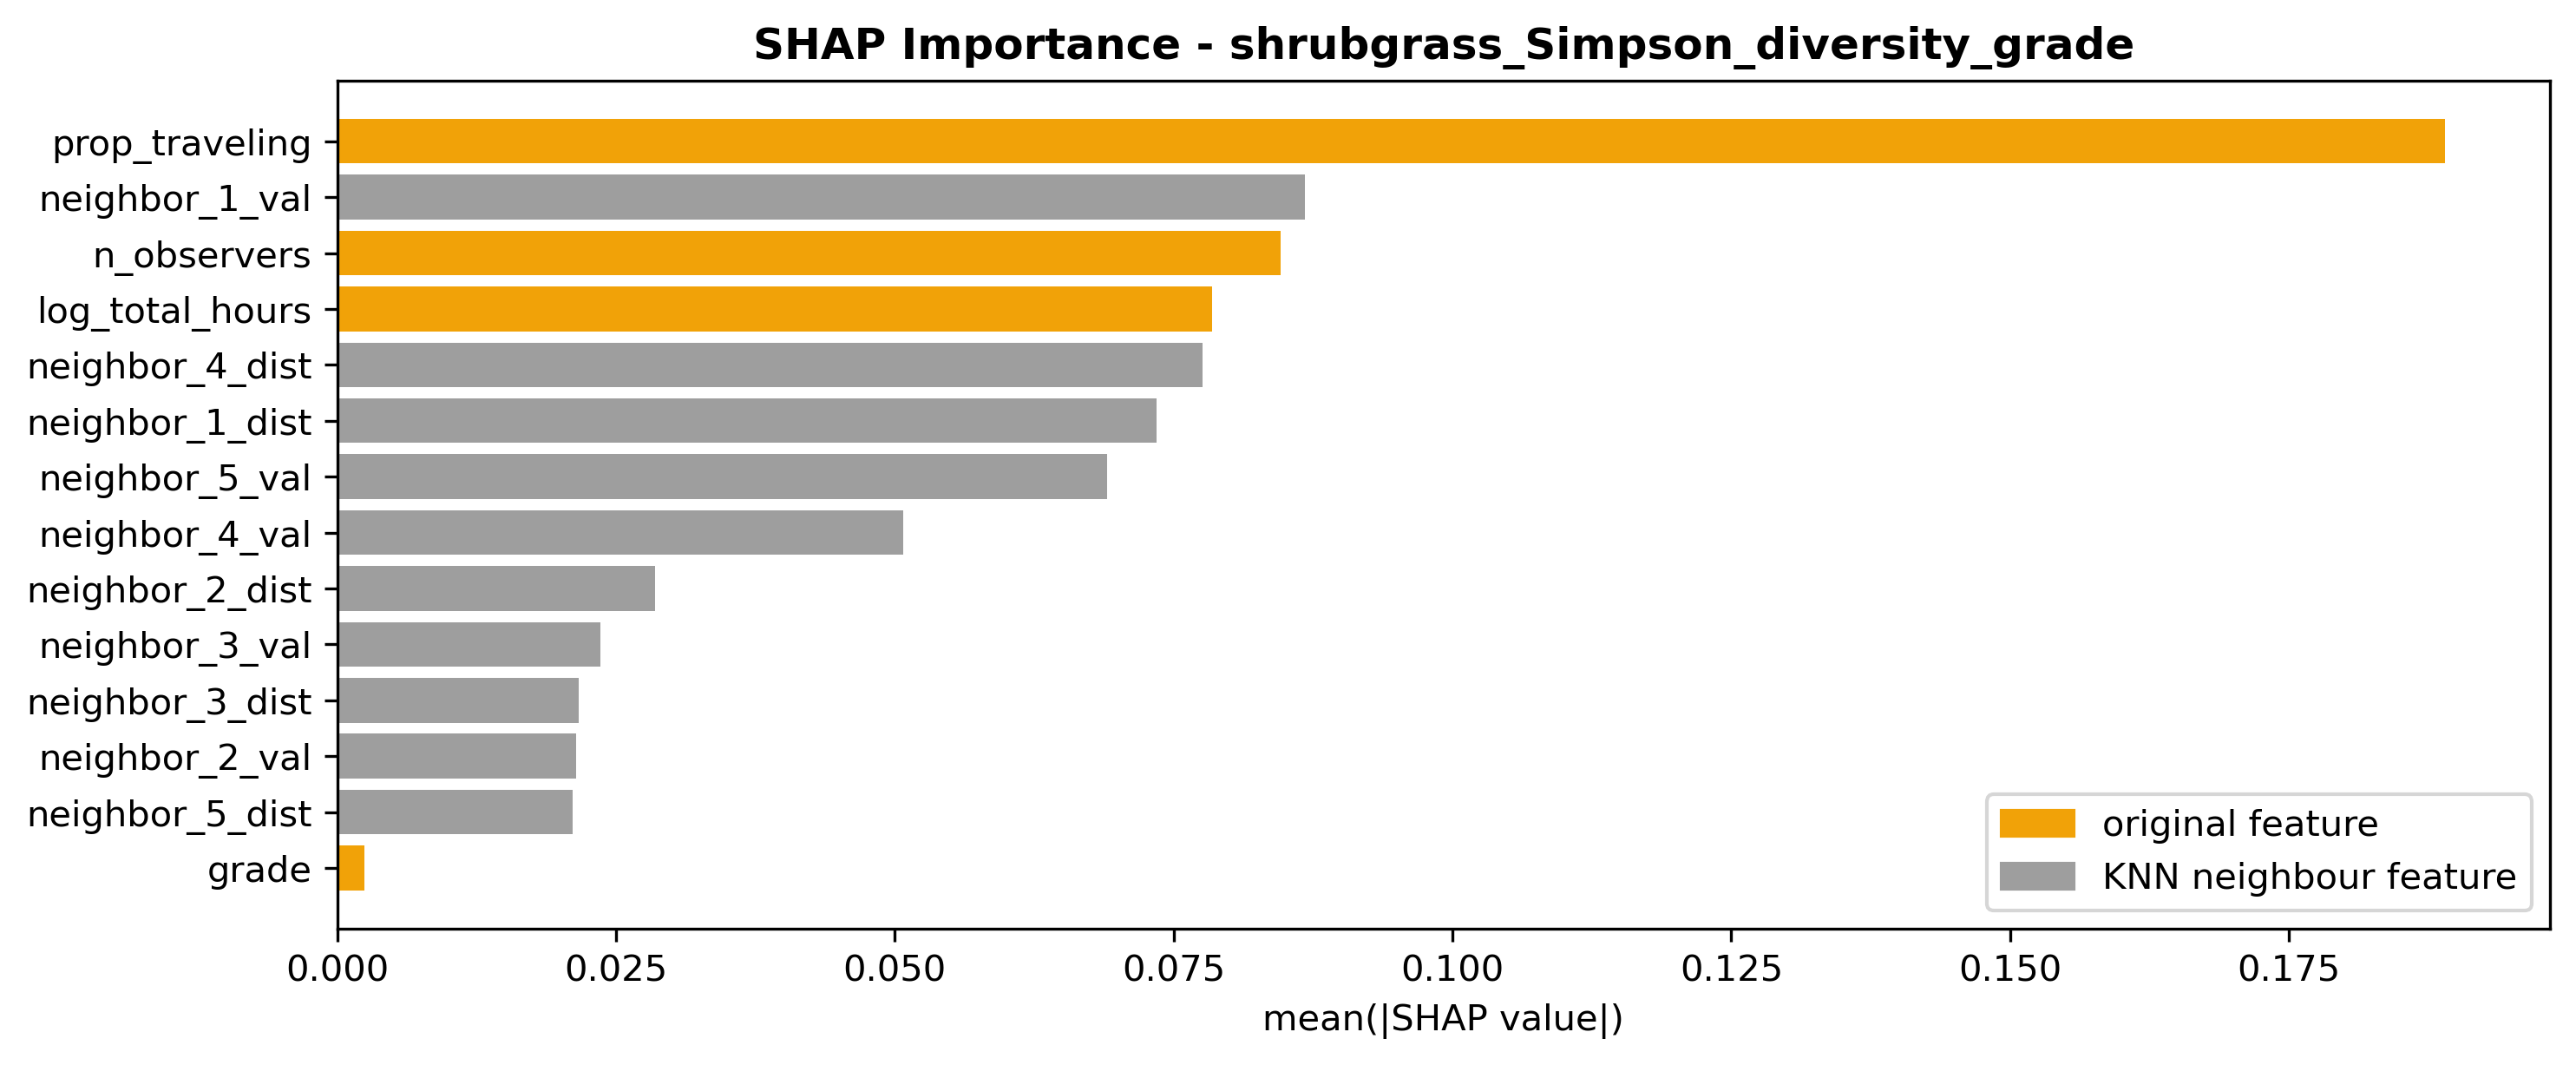 SHAP Importance - shrubgrass_Simpson_diversity_grade
prop_traveling
neighbor_1_val
n_observers
log_total_hours
neighbor_4_dist
neighbor_1_dist
neighbor_5_val
neighbor_4_val
neighbor_2_dist
neighbor_3_val
neighbor_3_dist
neighbor_2_val
neighbor_5_dist
grade
original feature
KNN neighbour feature
0.000 0.025 0.050 0.075 0.100 0.125 0.150 0.175
mean(|SHAP value|)